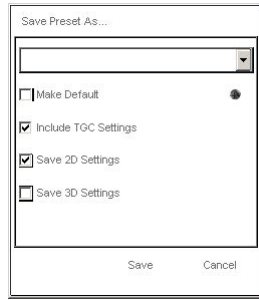 Save Preset As...
Make Default
Include TGC Settings
Save 2D Settings
Save 3D Settings
Save Cancel